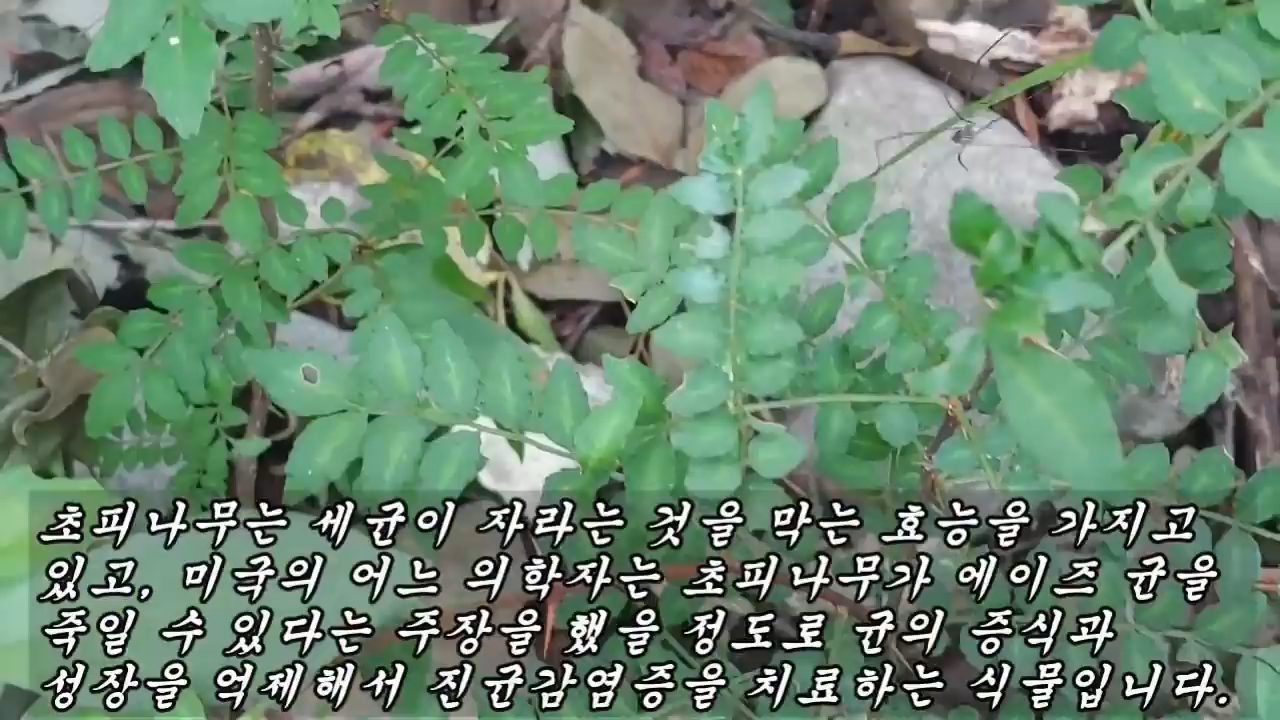 초피나무는 세균이 자라는 것을 막는 효능을 가지고
있고, 미국의 어느 의학자는 초피나무가 에이즈 균을
죽일 수 있다는 주장을 했을 정도로 균의 증식과
성장을 억제해서 진균감염증을 치료하는 식물입니다.